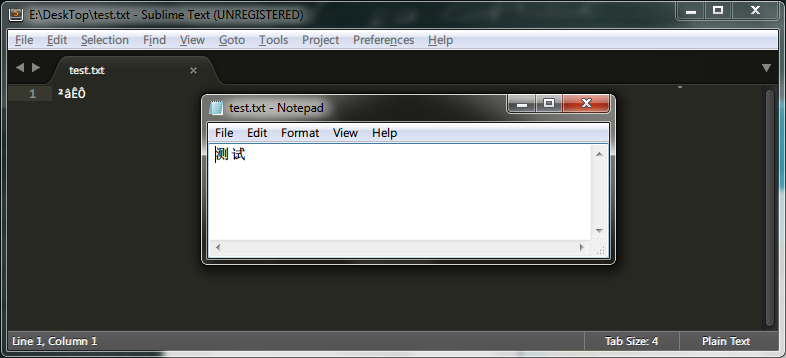 E:\DeskTop\test.txt - Sublime Text (UNREGISTERED)
File Edit Selection Find View Goto Tools Project Preferences Help
test.txt
1 ²âÊÔ
test.txt - Notepad
File Edit Format View Help
测试
Line 1, Column 1 Tab Size: 4 Plain Text